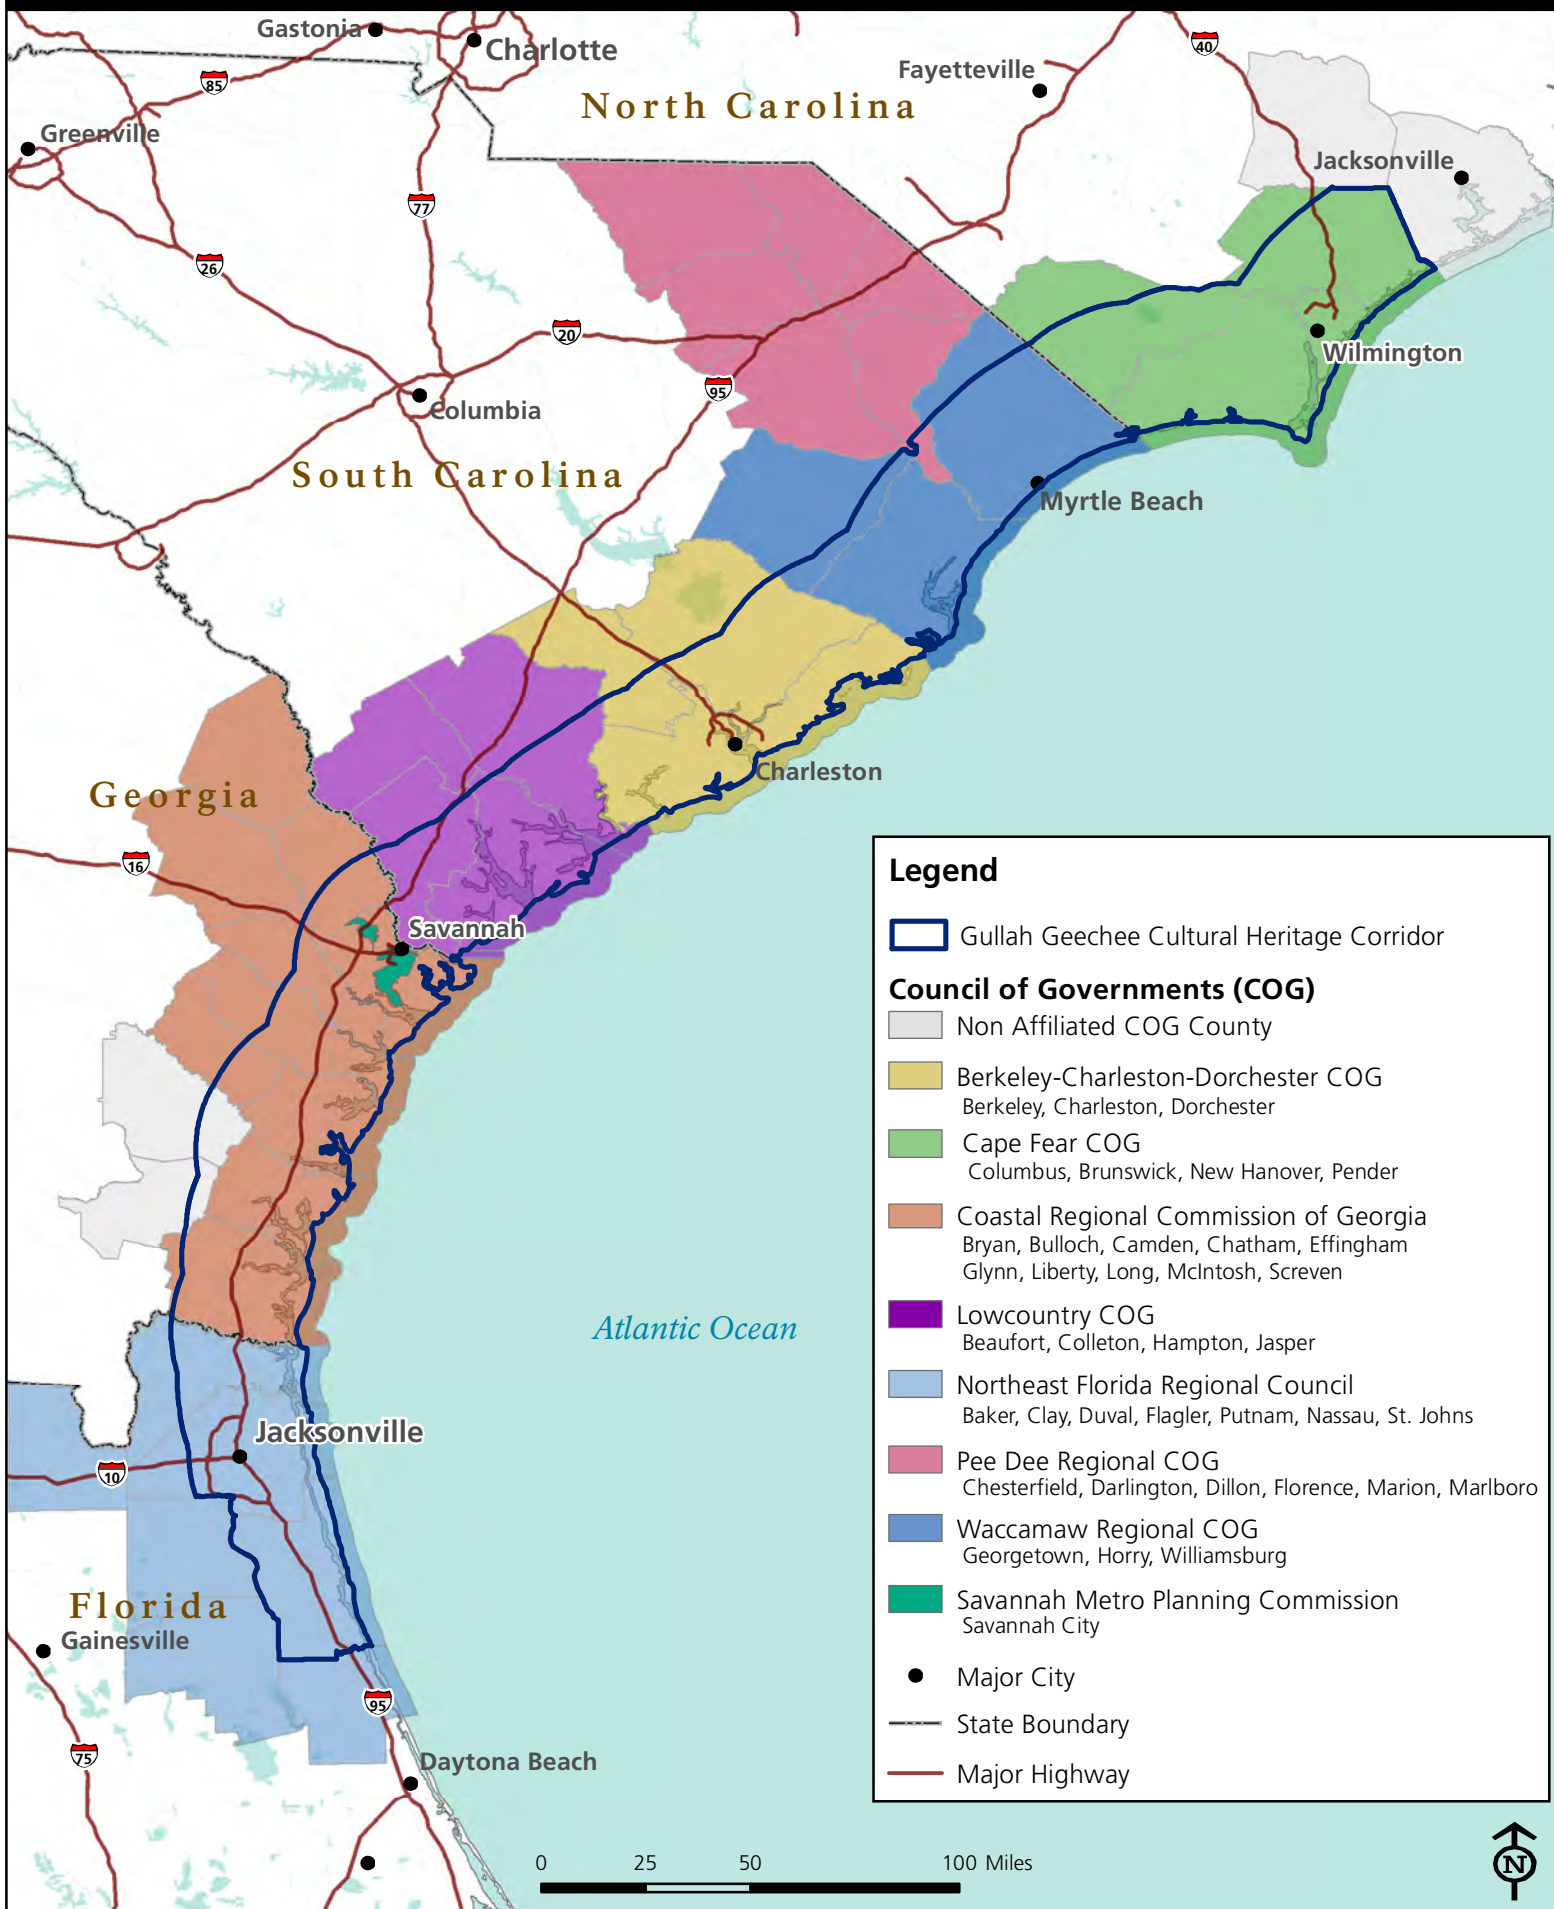 Gastonia
Charlotte
40
Fayetteville
85
North Carolina
Greenville
Jacksonville
77
26
20
Wilmington
95
Columbia
South Carolina
Myrtle Beach
Charleston
Georgia
16
Savannah
Atlantic Ocean
Jacksonville
10
Florida
Gainesville
95
75
Daytona Beach
Legend
Gullah Geechee Cultural Heritage Corridor
Council of Governments (COG)
Non Affiliated COG County
Berkeley-Charleston-Dorchester COG
Berkeley, Charleston, Dorchester
Cape Fear COG
Columbus, Brunswick, New Hanover, Pender
Coastal Regional Commission of Georgia
Bryan, Bulloch, Camden, Chatham, Effingham
Glynn, Liberty, Long, McIntosh, Screven
Lowcountry COG
Beaufort, Colleton, Hampton, Jasper
Northeast Florida Regional Council
Baker, Clay, Duval, Flagler, Putnam, Nassau, St. Johns
Pee Dee Regional COG
Chesterfield, Darlington, Dillon, Florence, Marion, Marlboro
Waccamaw Regional COG
Georgetown, Horry, Williamsburg
Savannah Metro Planning Commission
Savannah City
Major City
State Boundary
Major Highway
0 25 50 100 Miles
N